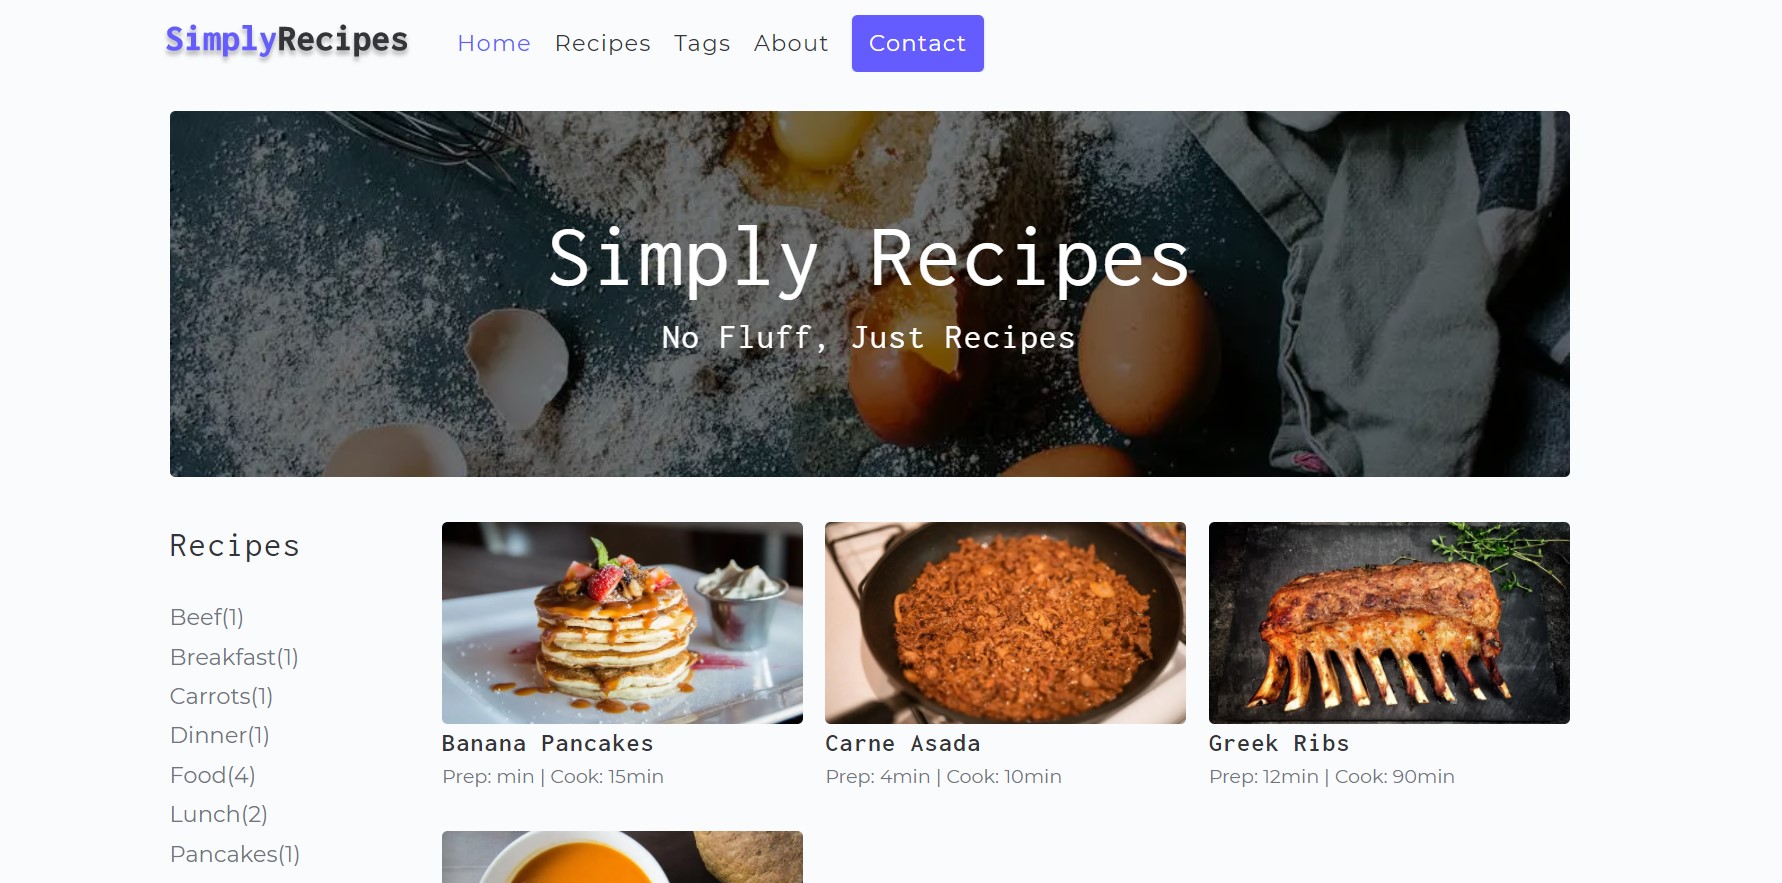 SimplyRecipes
Home Recipes Tags About Contact
Simply Recipes
No Fluff, Just Recipes
Recipes
Beef(1)
Breakfast(1)
Carrots(1)
Dinner(1)
Food(4)
Lunch(2)
Pancakes(1)
Banana Pancakes
Prep: min | Cook: 15min
Carne Asada
Prep: 4min | Cook: 10min
Greek Ribs
Prep: 12min | Cook: 90min